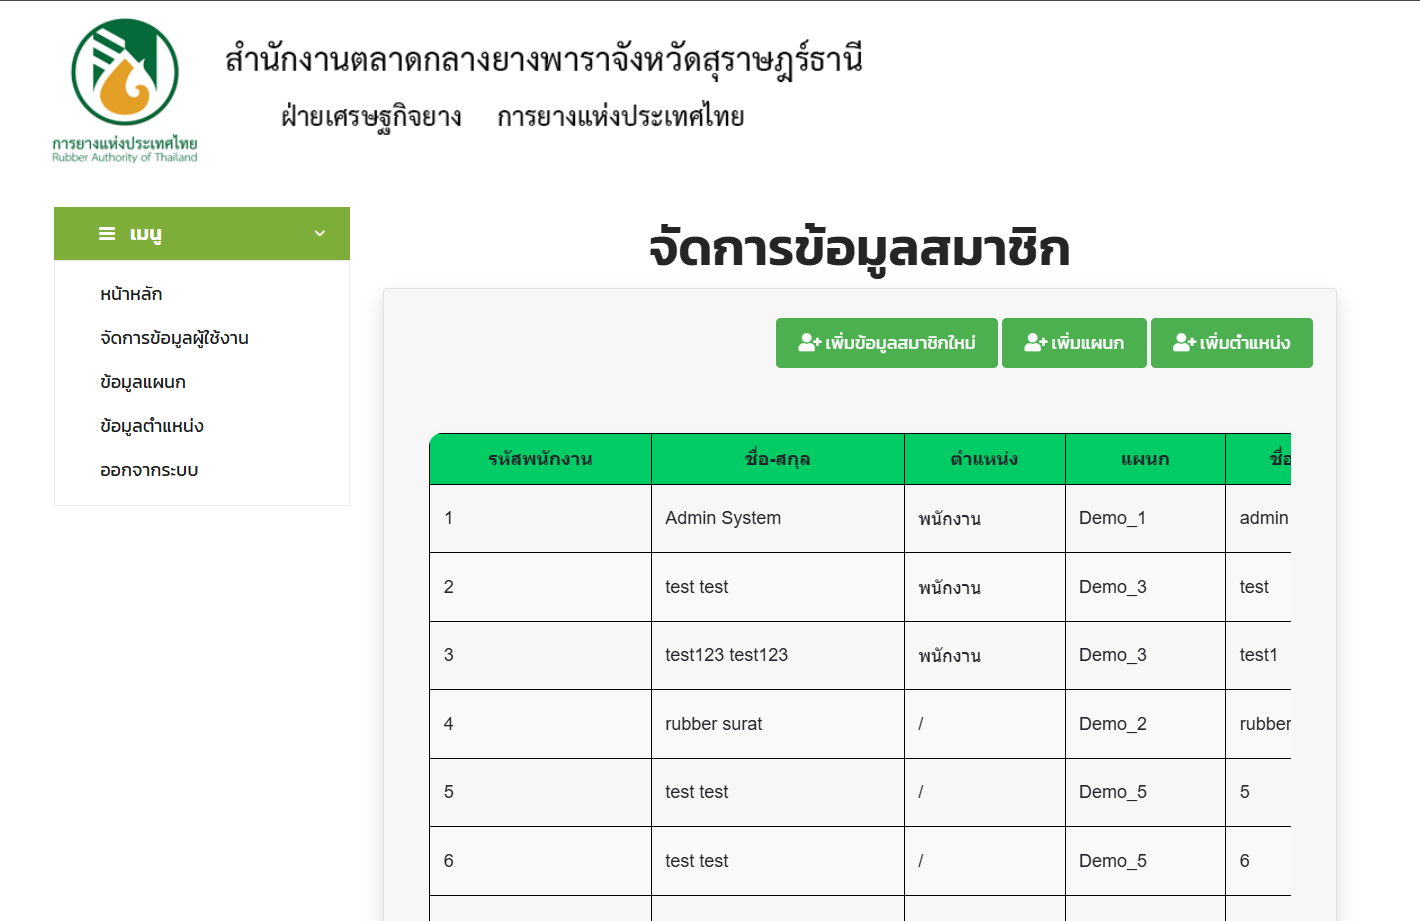 สำนักงานตลาดกลางยางพาราจังหวัดสุราษฎร์ธานี
ฝ่ายเศรษฐกิจยาง การยางแห่งประเทศไทย
การยางแห่งประเทศไทย
Rubber Authority of Thailand
เมนู
หน้าหลัก
จัดการข้อมูลผู้ใช้งาน
ข้อมูลแผนก
ข้อมูลตำแหน่ง
ออกจากระบบ
จัดการข้อมูลสมาชิก
เพิ่มข้อมูลสมาชิกใหม่ เพิ่มแผนก เพิ่มตำแหน่ง
รหัสพนักงาน ชื่อ-สกุล ตำแหน่ง แผนก ชื่อ
1 Admin System พนักงาน Demo_1 admin
2 test test พนักงาน Demo_3 test
3 test123 test123 พนักงาน Demo_3 test1
4 rubber surat / Demo_2 rubber
5 test test / Demo_5 5
6 test test / Demo_5 6